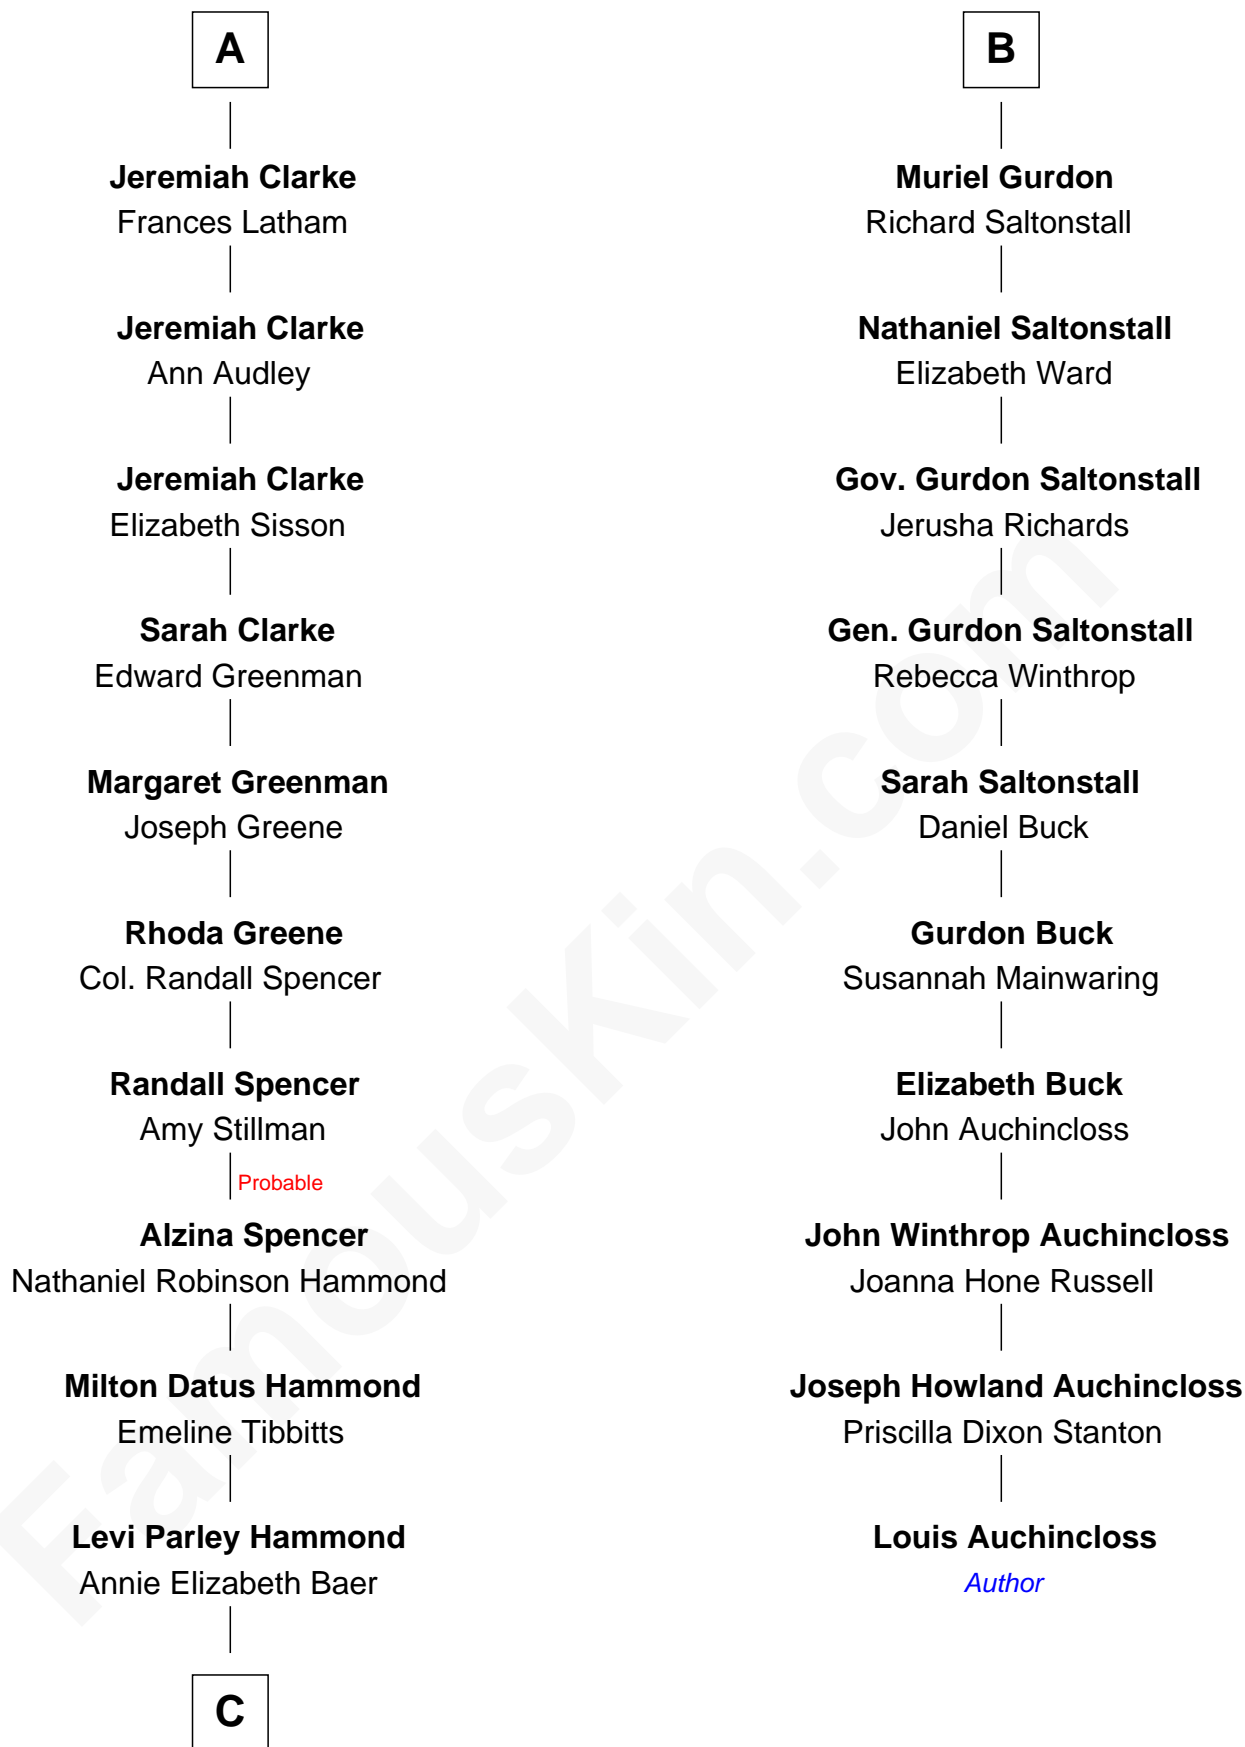 A
Jeremiah Clarke
Frances Latham
Jeremiah Clarke
Ann Audley
Jeremiah Clarke
Elizabeth Sisson
Sarah Clarke
Edward Greenman
Margaret Greenman
Joseph Greene
Rhoda Greene
Col. Randall Spencer
Randall Spencer
Amy Stillman
Probable
Alzina Spencer
Nathaniel Robinson Hammond
Milton Datus Hammond
Emeline Tibbitts
Levi Parley Hammond
Annie Elizabeth Baer
C
B
Muriel Gurdon
Richard Saltonstall
Nathaniel Saltonstall
Elizabeth Ward
Gov. Gurdon Saltonstall
Jerusha Richards
Gen. Gurdon Saltonstall
Rebecca Winthrop
Sarah Saltonstall
Daniel Buck
Gurdon Buck
Susannah Mainwaring
Elizabeth Buck
John Auchincloss
John Winthrop Auchincloss
Joanna Hone Russell
Joseph Howland Auchincloss
Priscilla Dixon Stanton
Louis Auchincloss
Author
FamousKin.com